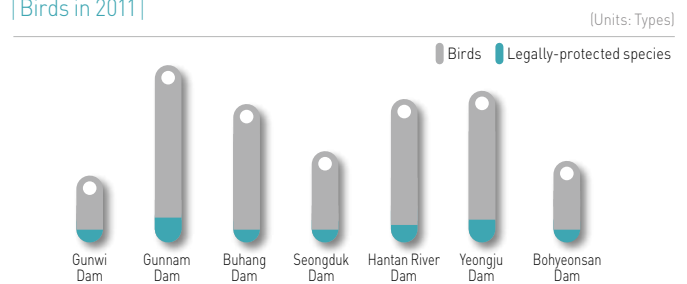 |Birds in 2011|
(Units: Types)
Birds Legally-protected species
Gunwi Dam
Gunnam Dam
Buhang Dam
Seongduk Dam
Hantan River Dam
Yeongju Dam
Bohyeonsan Dam